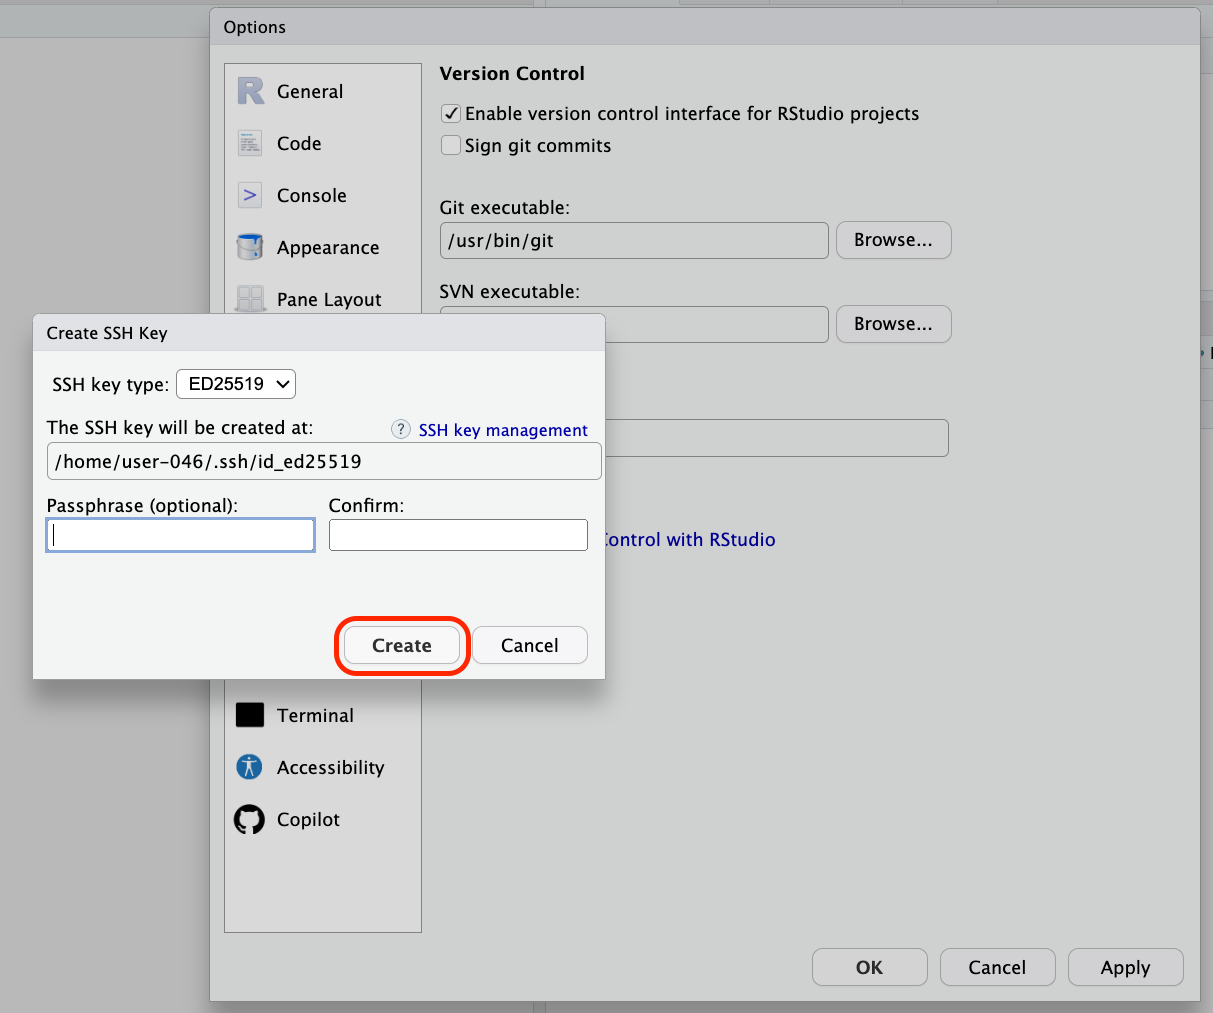 Options
General
Code
Console
Appearance
Pane Layout
Version Control
Enable version control interface for RStudio projects
Sign git commits
Git executable:
/usr/bin/git
Browse...
SVN executable:
Browse...
Control with RStudio
Create SSH Key
SSH key type: ED25519
The SSH key will be created at:
? SSH key management
/home/user-046/.ssh/id_ed25519
Passphrase (optional):
Confirm:
Create
Cancel
Terminal
Accessibility
Copilot
OK
Cancel
Apply